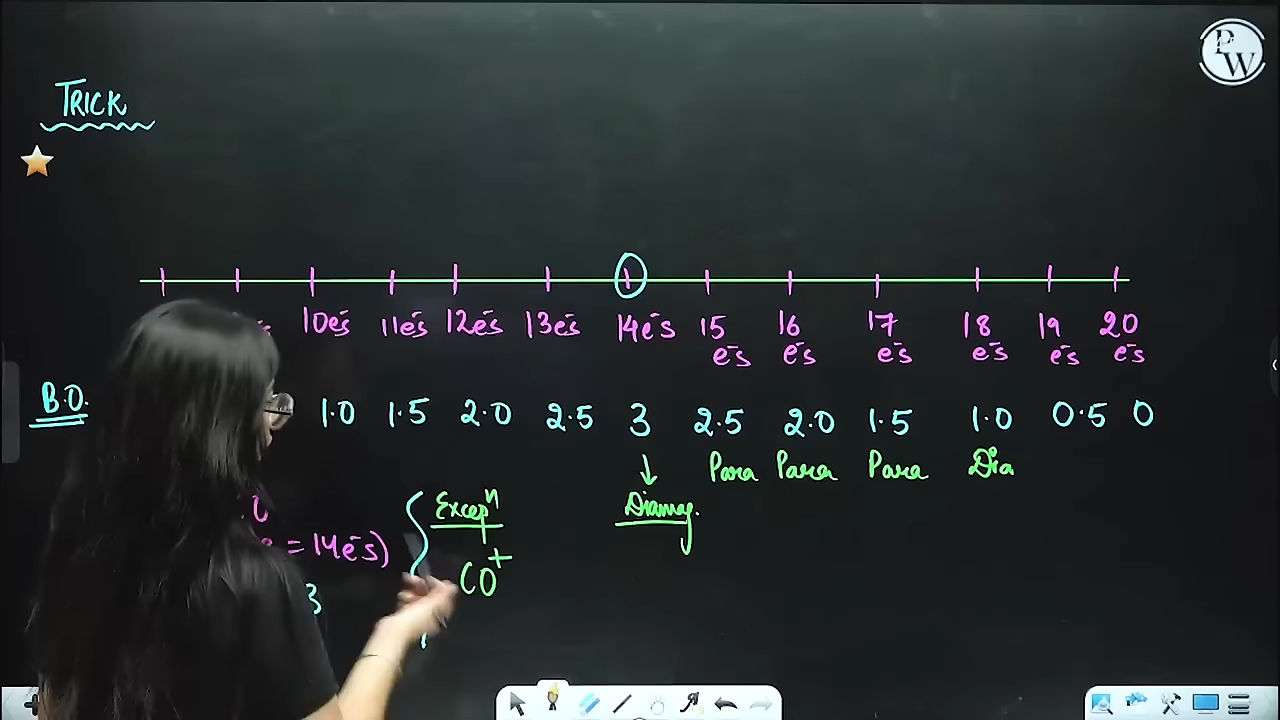 PW
TRICK
10e⁻s 11e⁻s 12e⁻s 13e⁻s 14e⁻s 15 e⁻s 16 e⁻s 17 e⁻s 18 e⁻s 19 e⁻s 20 e⁻s
B.O. 1.0 1.5 2.0 2.5 3 2.5 2.0 1.5 1.0 0.5 0
Para Para Para Dia
↓
Diamag.
Excepⁿ
= 14e⁻s)
CO⁺
3